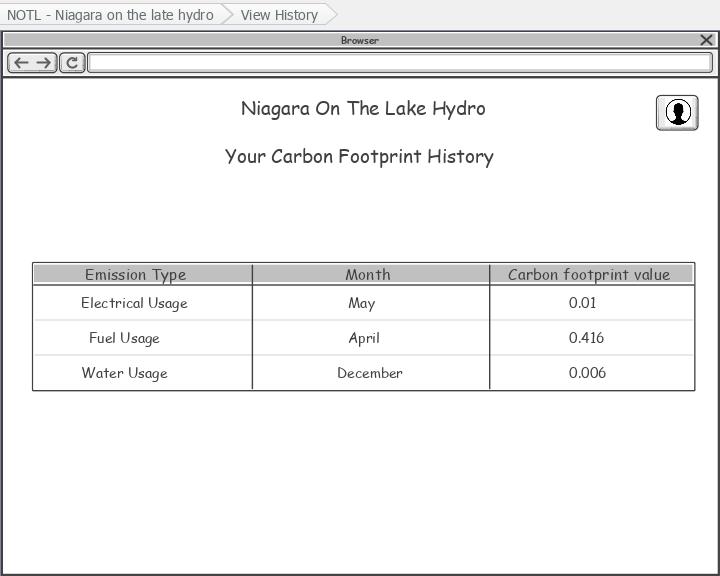 NOTL - Niagara on the late hydro View History
Browser
Niagara On The Lake Hydro
Your Carbon Footprint History
Emission Type Month Carbon footprint value
Electrical Usage May 0.01
Fuel Usage April 0.416
Water Usage December 0.006